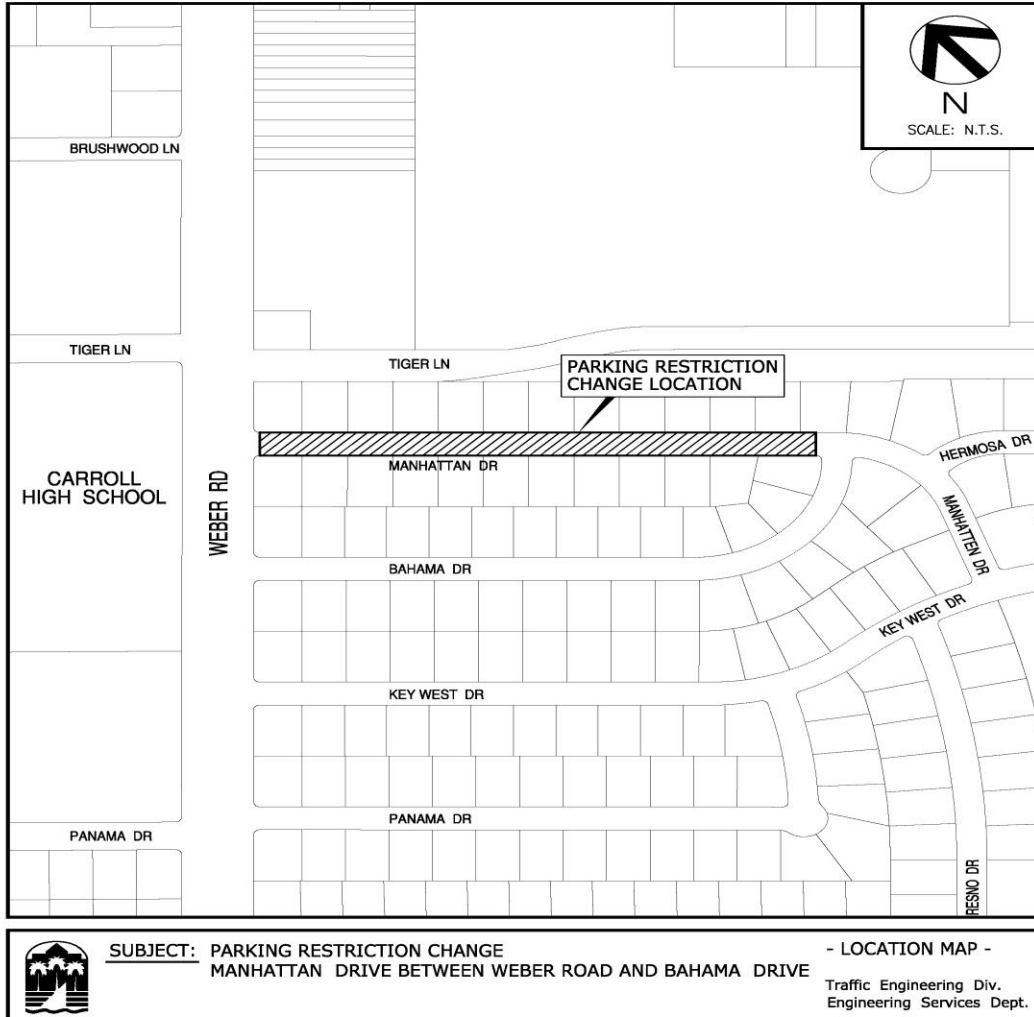 N
SCALE: N.T.S.
BRUSHWOOD LN
TIGER LN
TIGER LN
PARKING RESTRICTION
CHANGE LOCATION
MANHATTAN DR
HERMOSA DR
CARROLL
HIGH SCHOOL
WEBER RD
MANHATTEN DR
BAHAMA DR
KEY WEST DR
KEY WEST DR
PANAMA DR
PANAMA DR
RESNO DR
SUBJECT: PARKING RESTRICTION CHANGE
MANHATTAN DRIVE BETWEEN WEBER ROAD AND BAHAMA DRIVE
- LOCATION MAP -
Traffic Engineering Div.
Engineering Services Dept.